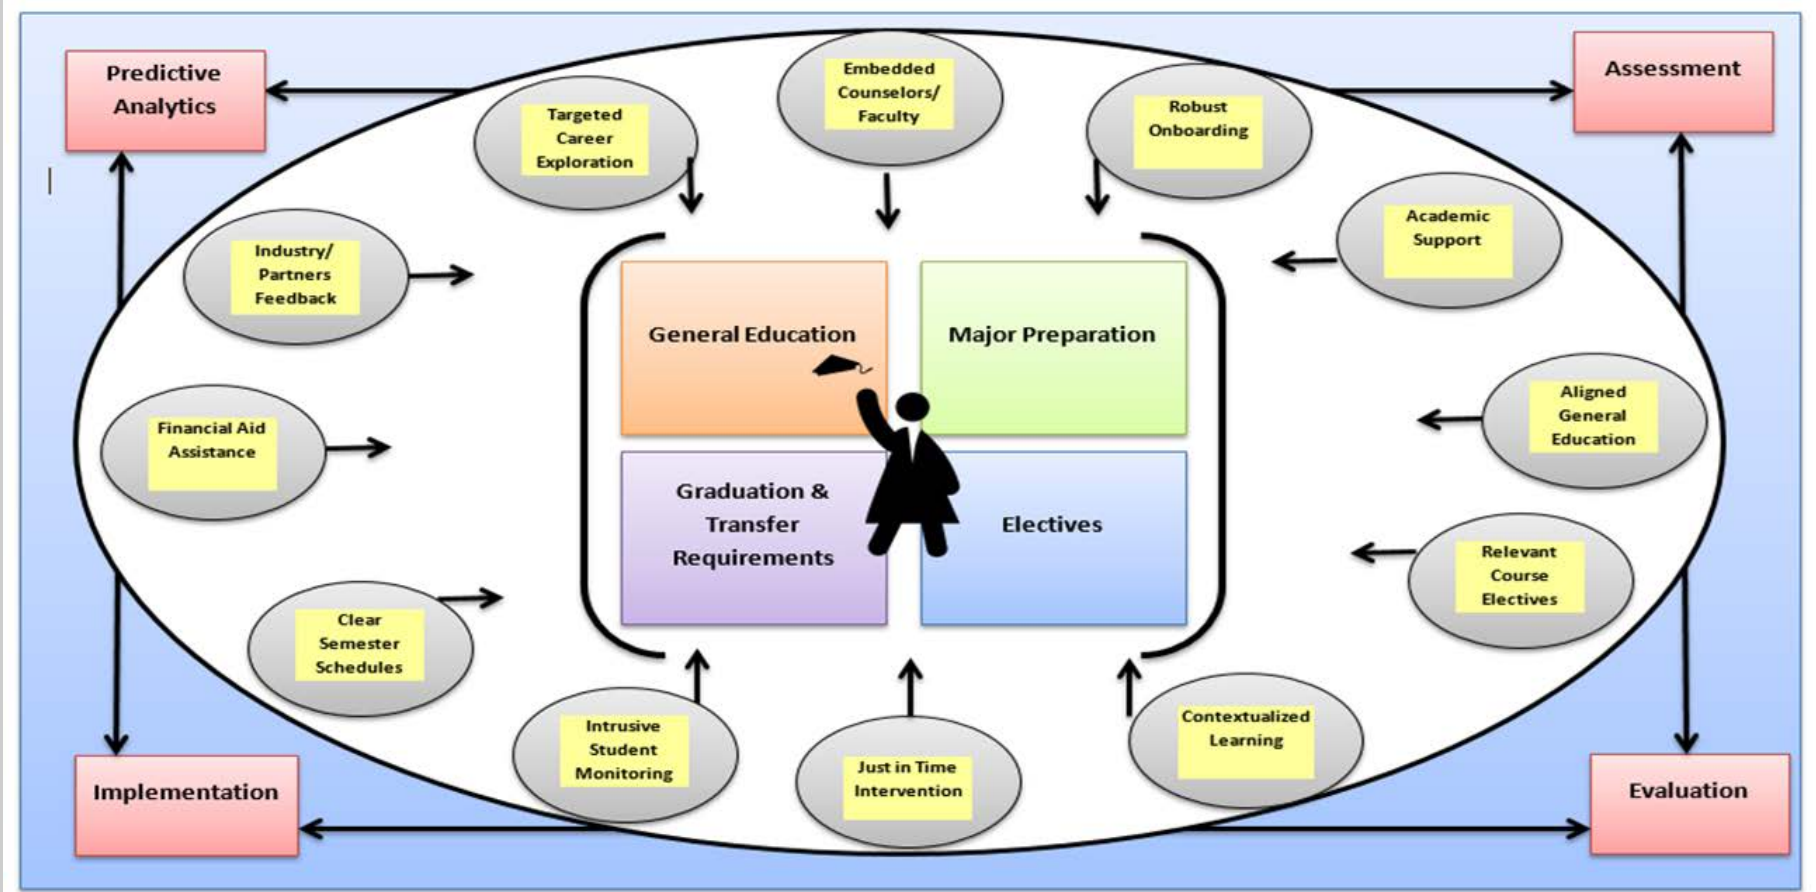 Predictive
Analytics
Targeted
Career
Exploration
Embedded
Counselors/
Faculty
Robust
Onboarding
Assessment
Industry/
Partners
Feedback
Academic
Support
General Education
Major Preparation
Financial Aid
Assistance
Aligned
General
Education
Graduation &
Transfer
Requirements
Electives
Clear
Semester
Schedules
Relevant
Course
Electives
Intrusive
Student
Monitoring
Just in Time
Intervention
Contextualized
Learning
Implementation
Evaluation